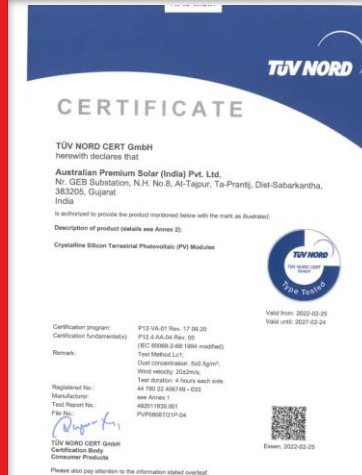 TÜV NORD
CERTIFICATE
TÜV NORD CERT GmbH
herewith declares that
Australian Premium Solar (India) Pvt. Ltd.
Nr. GEB Substation, N.H. No.8, At-Tajpur, Ta-Prantij, Dist-Sabarkantha,
383205, Gujarat
India
is authorized to provide the product mentioned below with the mark as illustrated:
Description of product (details see Annex 2):
Crystalline Silicon Terrestrial Photovoltaic (PV) Modules
TÜV NORD
TÜV NORD CERT
GmbH
Type Tested
Valid from: 2022-02-25
Valid until: 2027-02-24
Certification program: P12-VA-01 Rev. 17 09.20
Certification fundamental(s): P12.4-AA-04 Rev. 00
(IEC 60068-2-68:1994 modified)
Remark: Test Method Lc1;
Dust concentration: 5±0.5g/m³;
Wind velocity: 20±2m/s;
Test duration: 4 hours each side.
Registered No.: 44 780 22 406749 - 033
Manufacturer: see Annex 1
Test Report No.: 492011939.001
File No.: PVP08067/21P-04
TÜV NORD CERT GmbH
Certification Body
Consumer Products
Essen, 2022-02-25
Please also pay attention to the information stated overleaf.